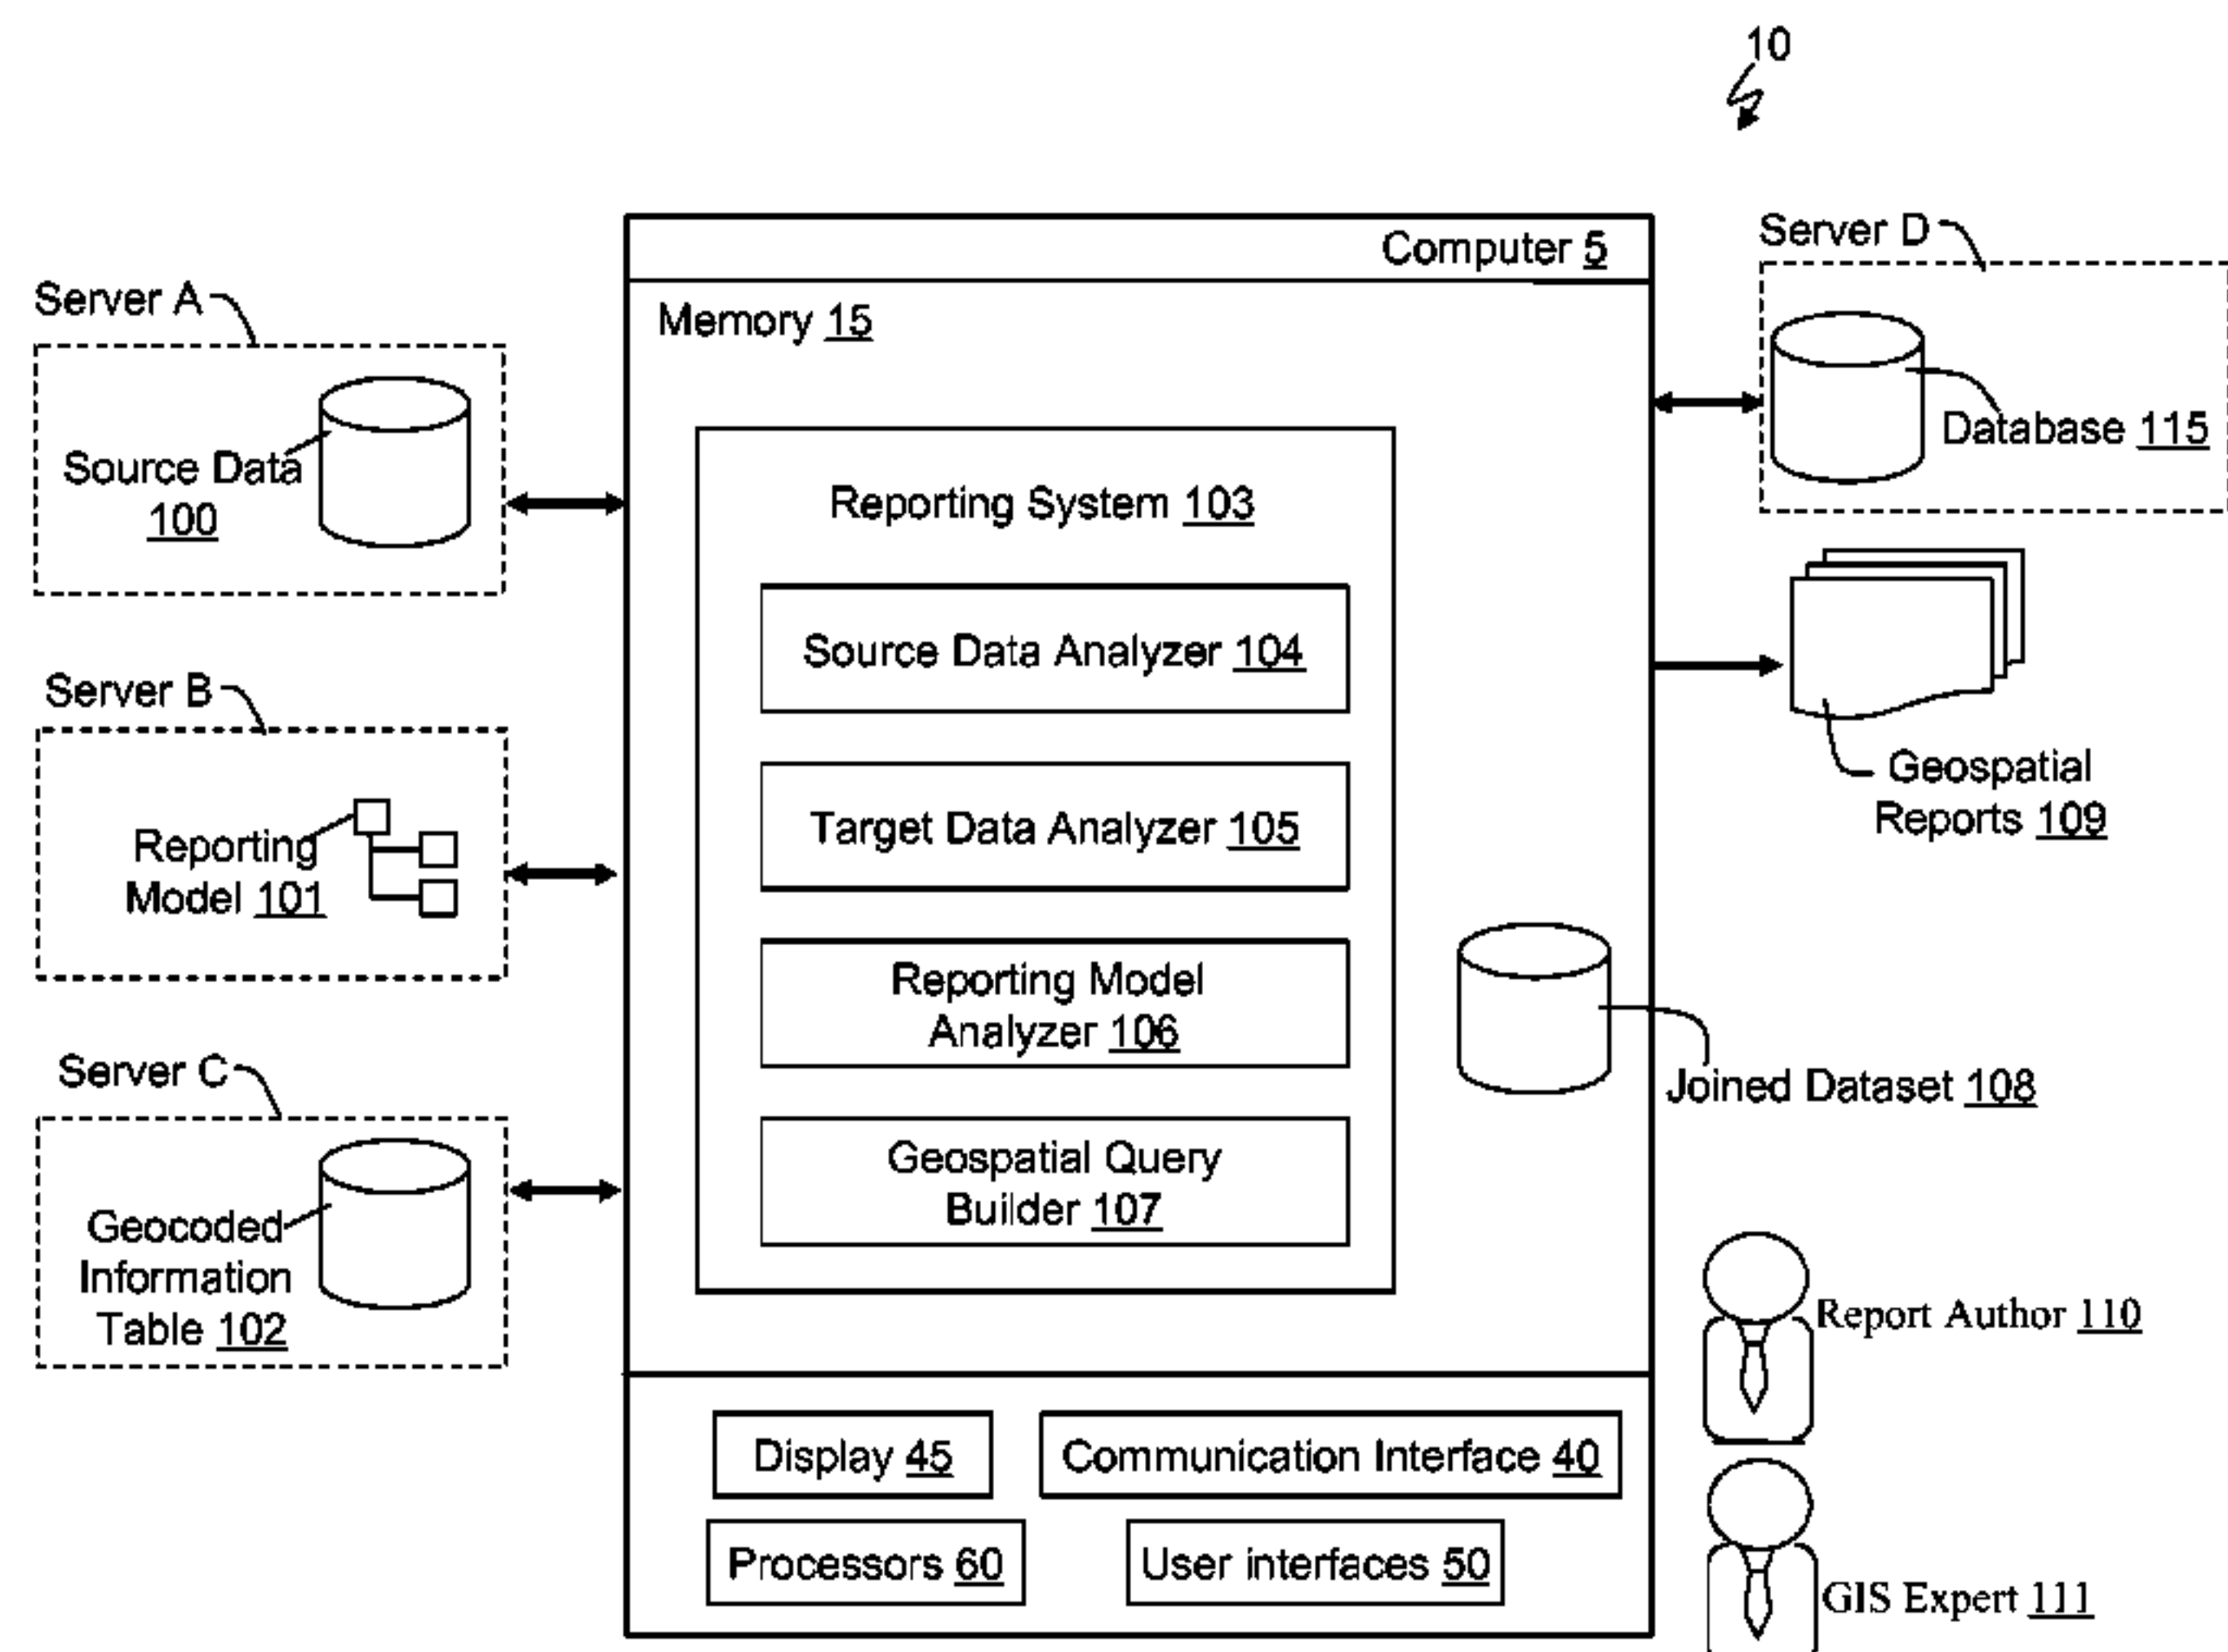 10
Computer 5
Server D
Server A
Memory 15
Database 115
Source Data
100
Reporting System 103
Source Data Analyzer 104
Server B
Geospatial
Reports 109
Target Data Analyzer 105
Reporting
Model 101
Reporting Model
Analyzer 106
Server C
Joined Dataset 108
Geospatial Query
Builder 107
Geocoded
Information
Table 102
Report Author 110
Display 45
Communication Interface 40
Processors 60
User interfaces 50
GIS Expert 111